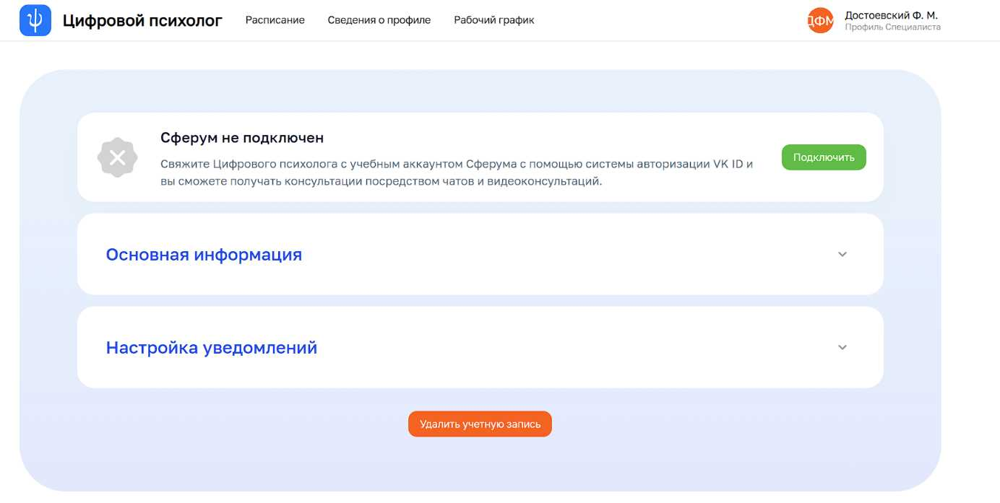 Цифровой психолог
Расписание
Сведения о профиле
Рабочий график
ДФМ
Достоевский Ф. М.
Профиль Специалиста
Сферум не подключен
Свяжите Цифрового психолога с учебным аккаунтом Сферума с помощью системы авторизации VK ID и
вы сможете получать консультации посредством чатов и видеоконсультаций.
Подключить
Основная информация
Настройка уведомлений
Удалить учетную запись